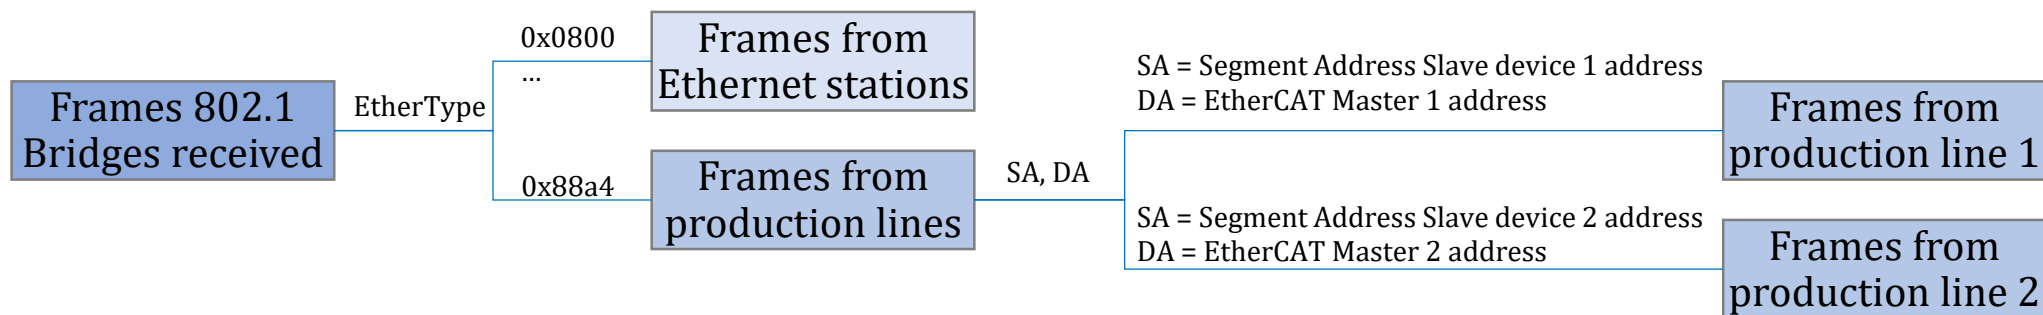 Frames 802.1
Bridges received
EtherType
0x0800
...
Frames from
Ethernet stations
0x88a4
Frames from
production lines
SA, DA
SA = Segment Address Slave device 1 address
DA = EtherCAT Master 1 address
Frames from
production line 1
SA = Segment Address Slave device 2 address
DA = EtherCAT Master 2 address
Frames from
production line 2